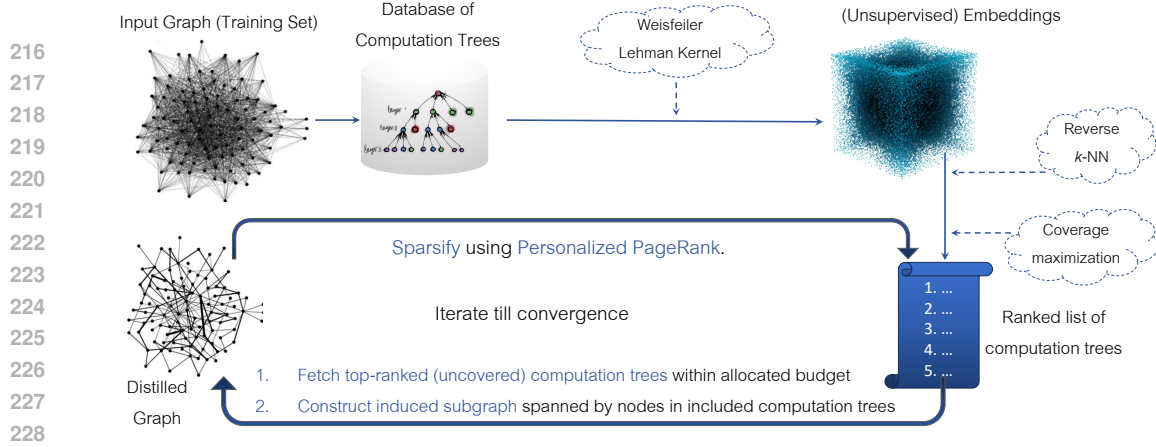 Input Graph (Training Set)
Database of
Computation Trees
Weisfeiler
Lehman Kernel
(Unsupervised) Embeddings
216
217
218
219
220
221
222
223
224
225
226
227
228
Reverse
k-NN
Coverage
maximization
Sparsify using Personalized PageRank.
Iterate till convergence
1. ...
2. ...
3. ...
4. ...
5. ...
Ranked list of
computation trees
Distilled
Graph
1. Fetch top-ranked (uncovered) computation trees within allocated budget
2. Construct induced subgraph spanned by nodes in included computation trees